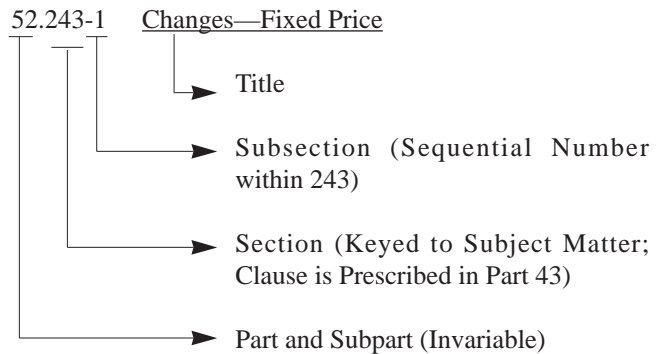 52.243-1 Changes—Fixed Price
Title
Subsection (Sequential Number
within 243)
Section (Keyed to Subject Matter;
Clause is Prescribed in Part 43)
Part and Subpart (Invariable)